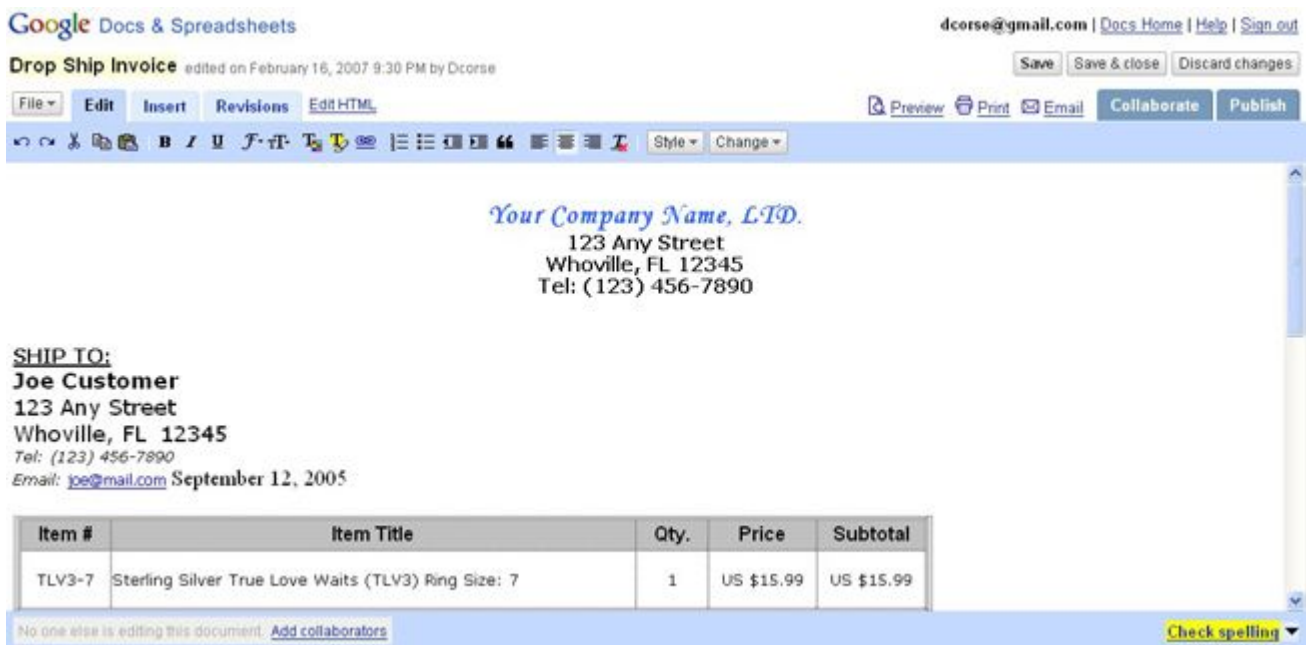 Google Docs & Spreadsheets
dcorse@gmail.com | Docs Home | Help | Sign out
Drop Ship Invoice edited on February 16, 2007 9:30 PM by Dcorse
Save Save & close Discard changes
File Edit Insert Revisions Edit HTML
Preview Print Email Collaborate Publish
B I U Style Change
Your Company Name, LTD.
123 Any Street
Whoville, FL 12345
Tel: (123) 456-7890
SHIP TO:
Joe Customer
123 Any Street
Whoville, FL 12345
Tel: (123) 456-7890
Email: joe@mail.com September 12, 2005
Item # Item Title Qty. Price Subtotal
TLV3-7 Sterling Silver True Love Waits (TLV3) Ring Size: 7 1 US $15.99 US $15.99
No one else is editing this document. Add collaborators
Check spelling